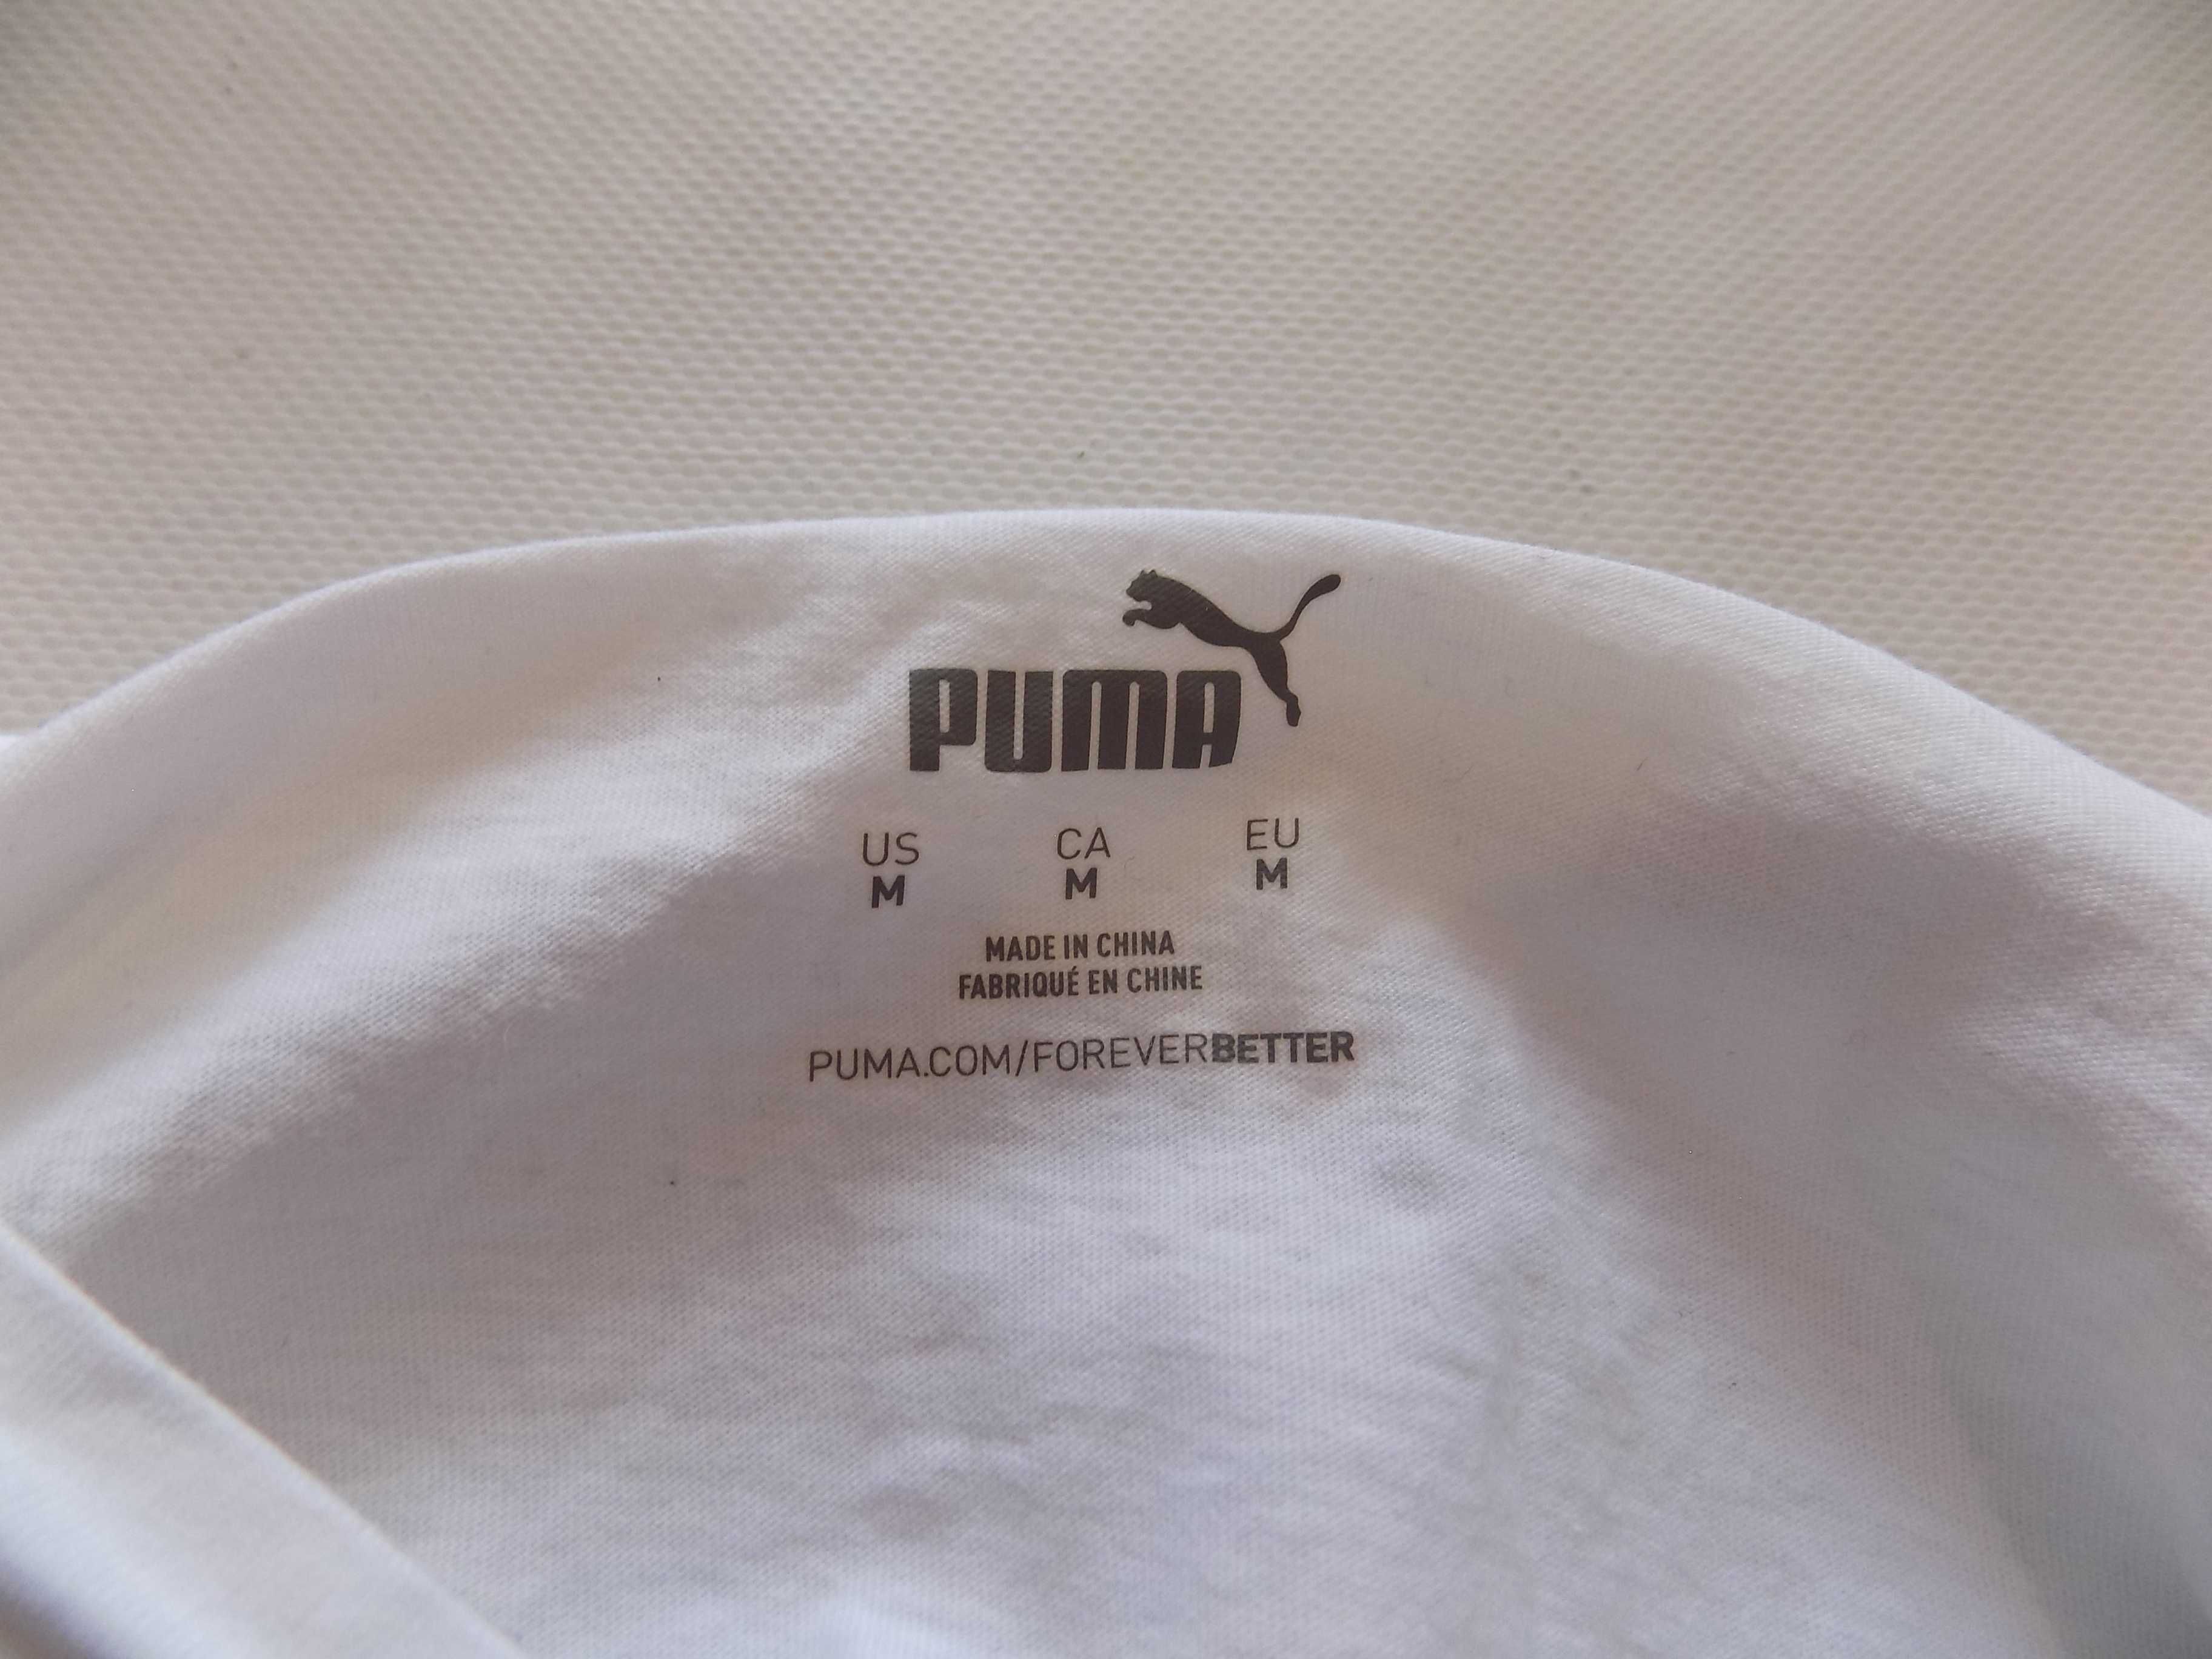 PUMA
US CA EU
M M M
MADE IN CHINA
FABRIQUÉ EN CHINE
PUMA.COM/FOREVERBETTER